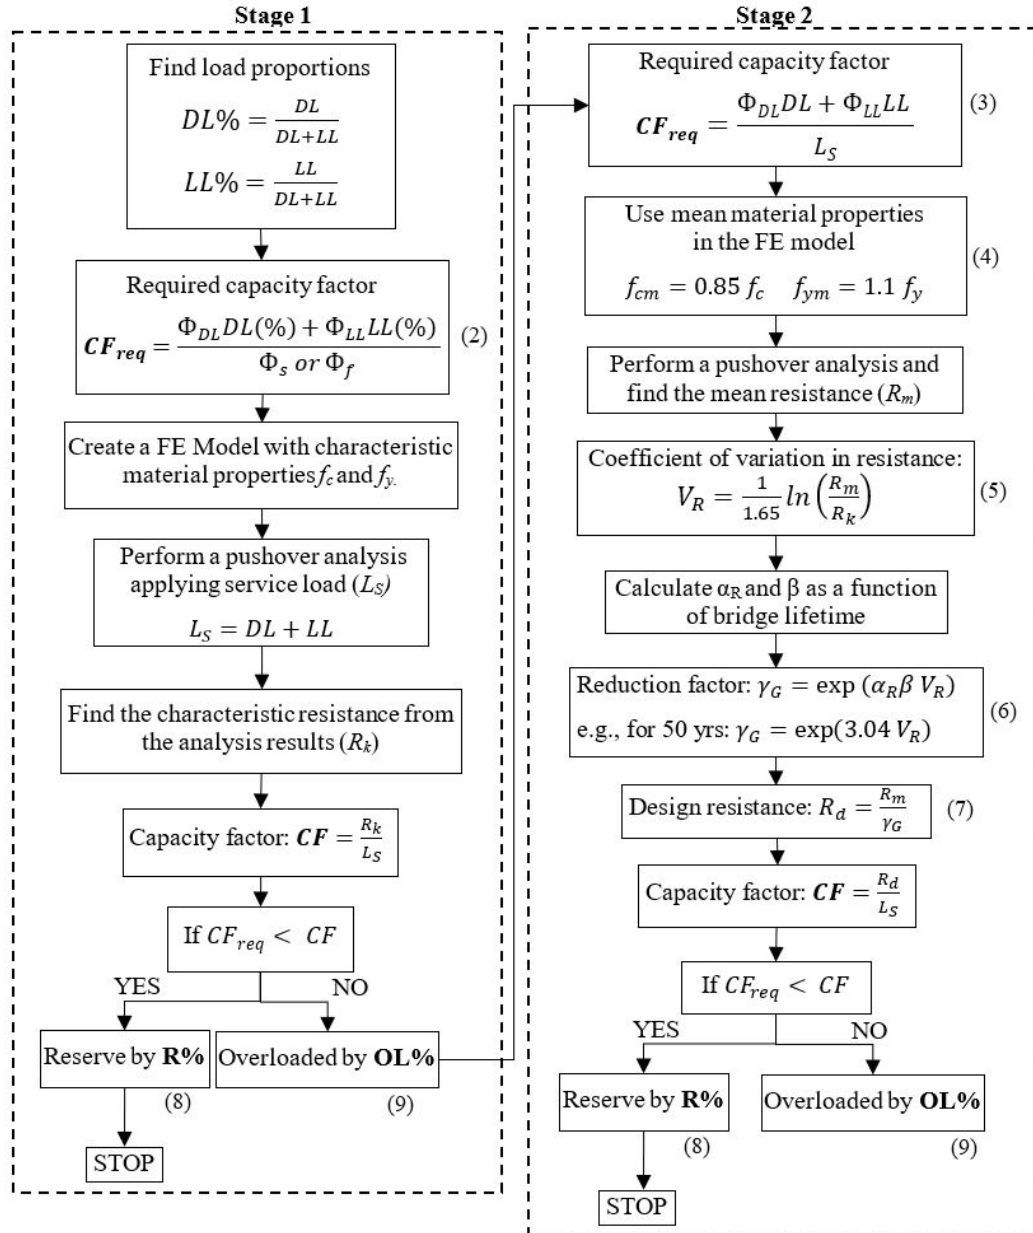 Stage 1
Find load proportions
DL% = DL/(DL+LL)
LL% = LL/(DL+LL)
Required capacity factor
CF_req = (Φ_DL DL(%) + Φ_LL LL(%))/(Φ_s or Φ_f)
(2)
Create a FE Model with characteristic
material properties f_c and f_y.
Perform a pushover analysis
applying service load (L_S)
L_S = DL + LL
Find the characteristic resistance from
the analysis results (R_k)
Capacity factor: CF = R_k/L_S
If CF_req < CF
YES
NO
Reserve by R%
Overloaded by OL%
(8)
(9)
STOP
Stage 2
Required capacity factor
CF_req = (Φ_DL DL + Φ_LL LL)/L_S
(3)
Use mean material properties
in the FE model
f_cm = 0.85 f_c f_ym = 1.1 f_y
(4)
Perform a pushover analysis and
find the mean resistance (R_m)
Coefficient of variation in resistance:
V_R = 1/1.65 ln (R_m/R_k)
(5)
Calculate α_R and β as a function
of bridge lifetime
Reduction factor: γ_G = exp (α_R β V_R)
e.g., for 50 yrs: γ_G = exp(3.04 V_R)
(6)
Design resistance: R_d = R_m/γ_G
(7)
Capacity factor: CF = R_d/L_S
If CF_req < CF
YES
NO
Reserve by R%
Overloaded by OL%
(8)
(9)
STOP